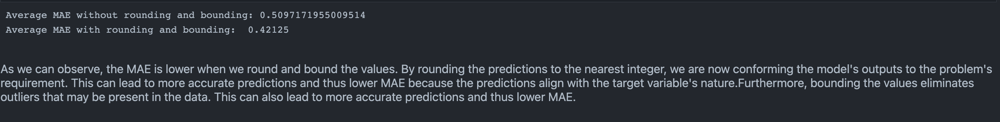 Average MAE without rounding and bounding: 0.5097171955009514
Average MAE with rounding and bounding:  0.42125
As we can observe, the MAE is lower when we round and bound the values. By rounding the predictions to the nearest integer, we are now conforming the model's outputs to the problem's
requirement. This can lead to more accurate predictions and thus lower MAE because the predictions align with the target variable's nature.Furthermore, bounding the values eliminates
outliers that may be present in the data. This can also lead to more accurate predictions and thus lower MAE.